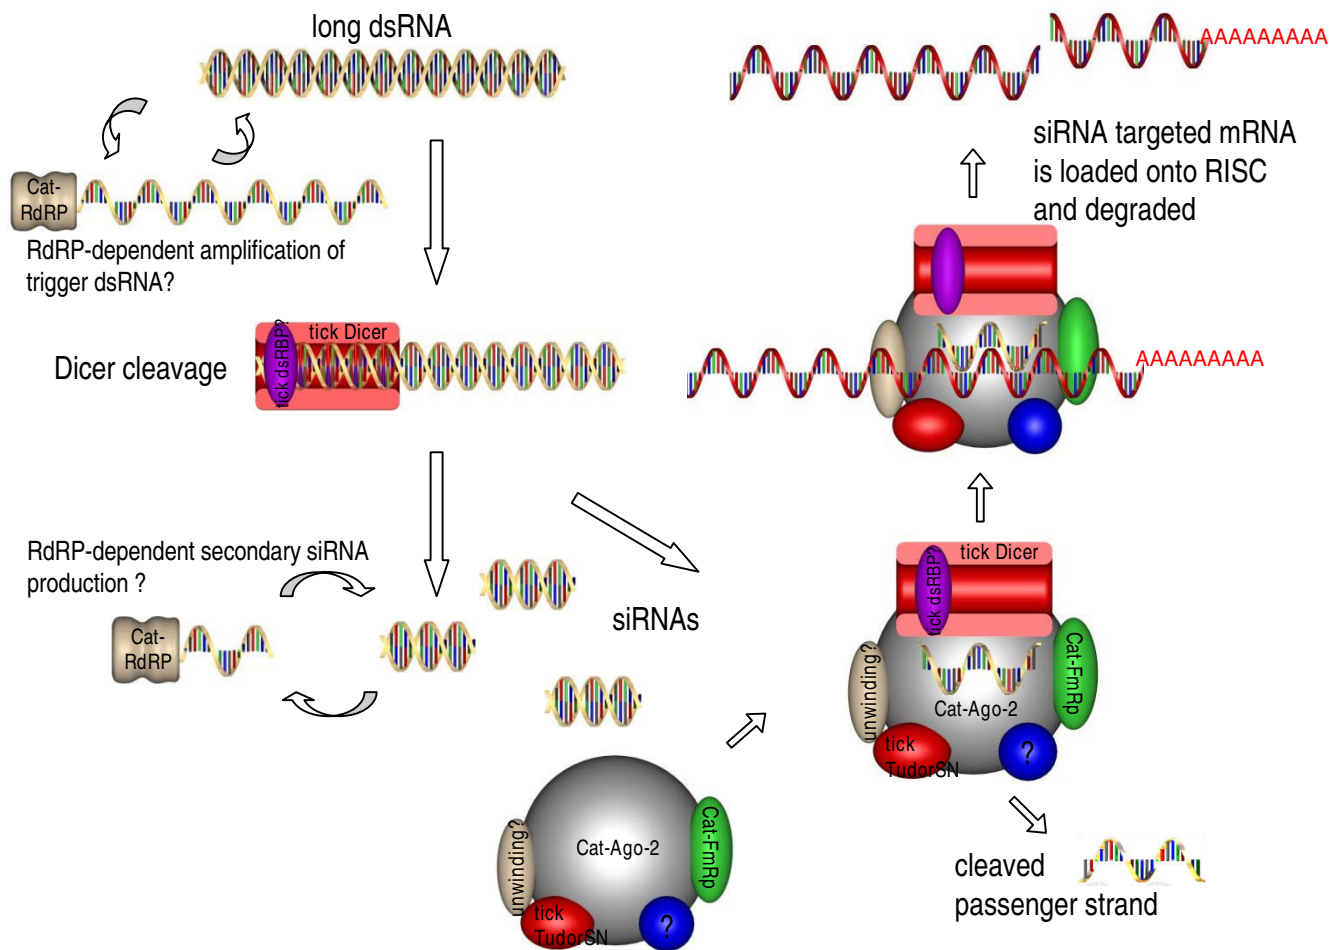 long dsRNA
Cat-
RdRP
RdRP-dependent amplification of
trigger dsRNA?
Dicer cleavage
tick dsRBP?
tick Dicer
RdRP-dependent secondary siRNA
production ?
Cat-
RdRP
siRNAs
unwinding?
Cat-Ago-2
Cat-FmRp
tick
TudorSN
?
tick dsRBP?
tick Dicer
unwinding?
Cat-Ago-2
Cat-FmRp
tick
TudorSN
?
cleaved
passenger strand
AAAAAAAAA
AAAAAAAAA
siRNA targeted mRNA
is loaded onto RISC
and degraded